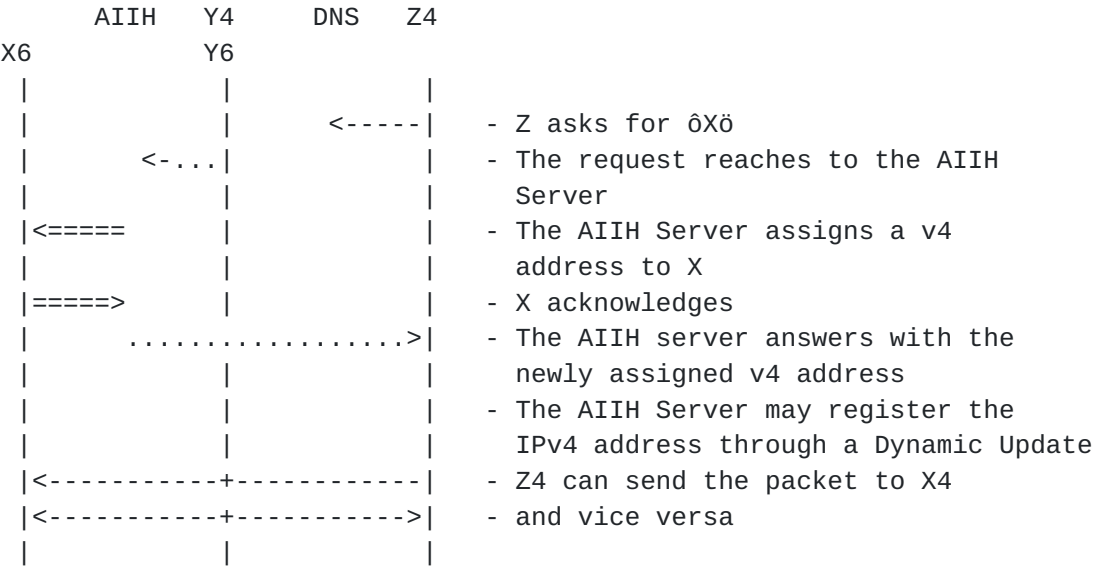 AIIH   Y4     DNS   Z4
X6           Y6
 |             |             |
 |             |      <-----|    - Z asks for ôXö
 |       <-...|             |    - The request reaches to the AIIH
 |             |             |      Server
 |<=====       |             |    - The AIIH Server assigns a v4
 |             |             |      address to X
 |=====>       |             |    - X acknowledges
 |      ..................>|    - The AIIH server answers with the
 |             |             |      newly assigned v4 address
 |             |             |    - The AIIH Server may register the
 |             |             |      IPv4 address through a Dynamic Update
 |<-----------+------------|    - Z4 can send the packet to X4
 |<-----------+----------->|    - and vice versa
 |             |             |